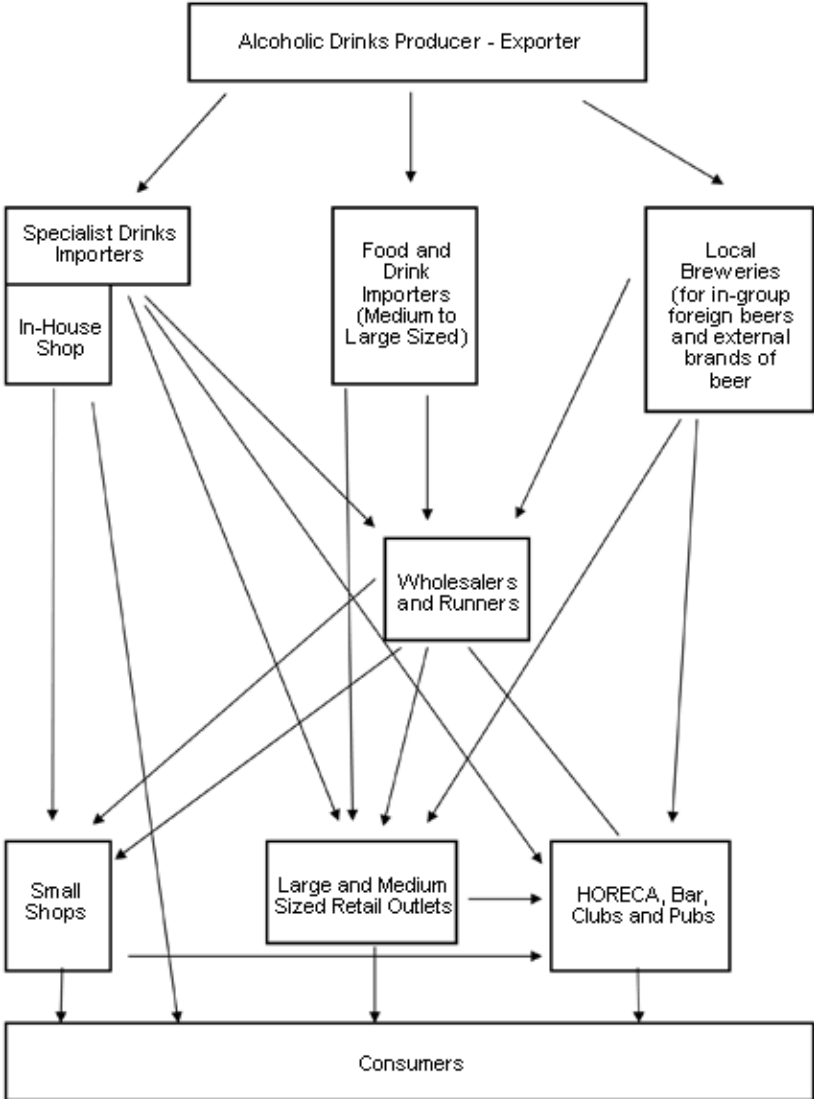 Alcoholic Drinks Producer - Exporter
Specialist Drinks
Importers
In-House
Shop
Food and
Drink
Importers
(Medium to
Large Sized)
Local
Breweries
(for in-group
foreign beers
and external
brands of
beer
Wholesalers
and Runners
Small
Shops
Large and Medium
Sized Retail Outlets
HORECA, Bar,
Clubs and Pubs
Consumers